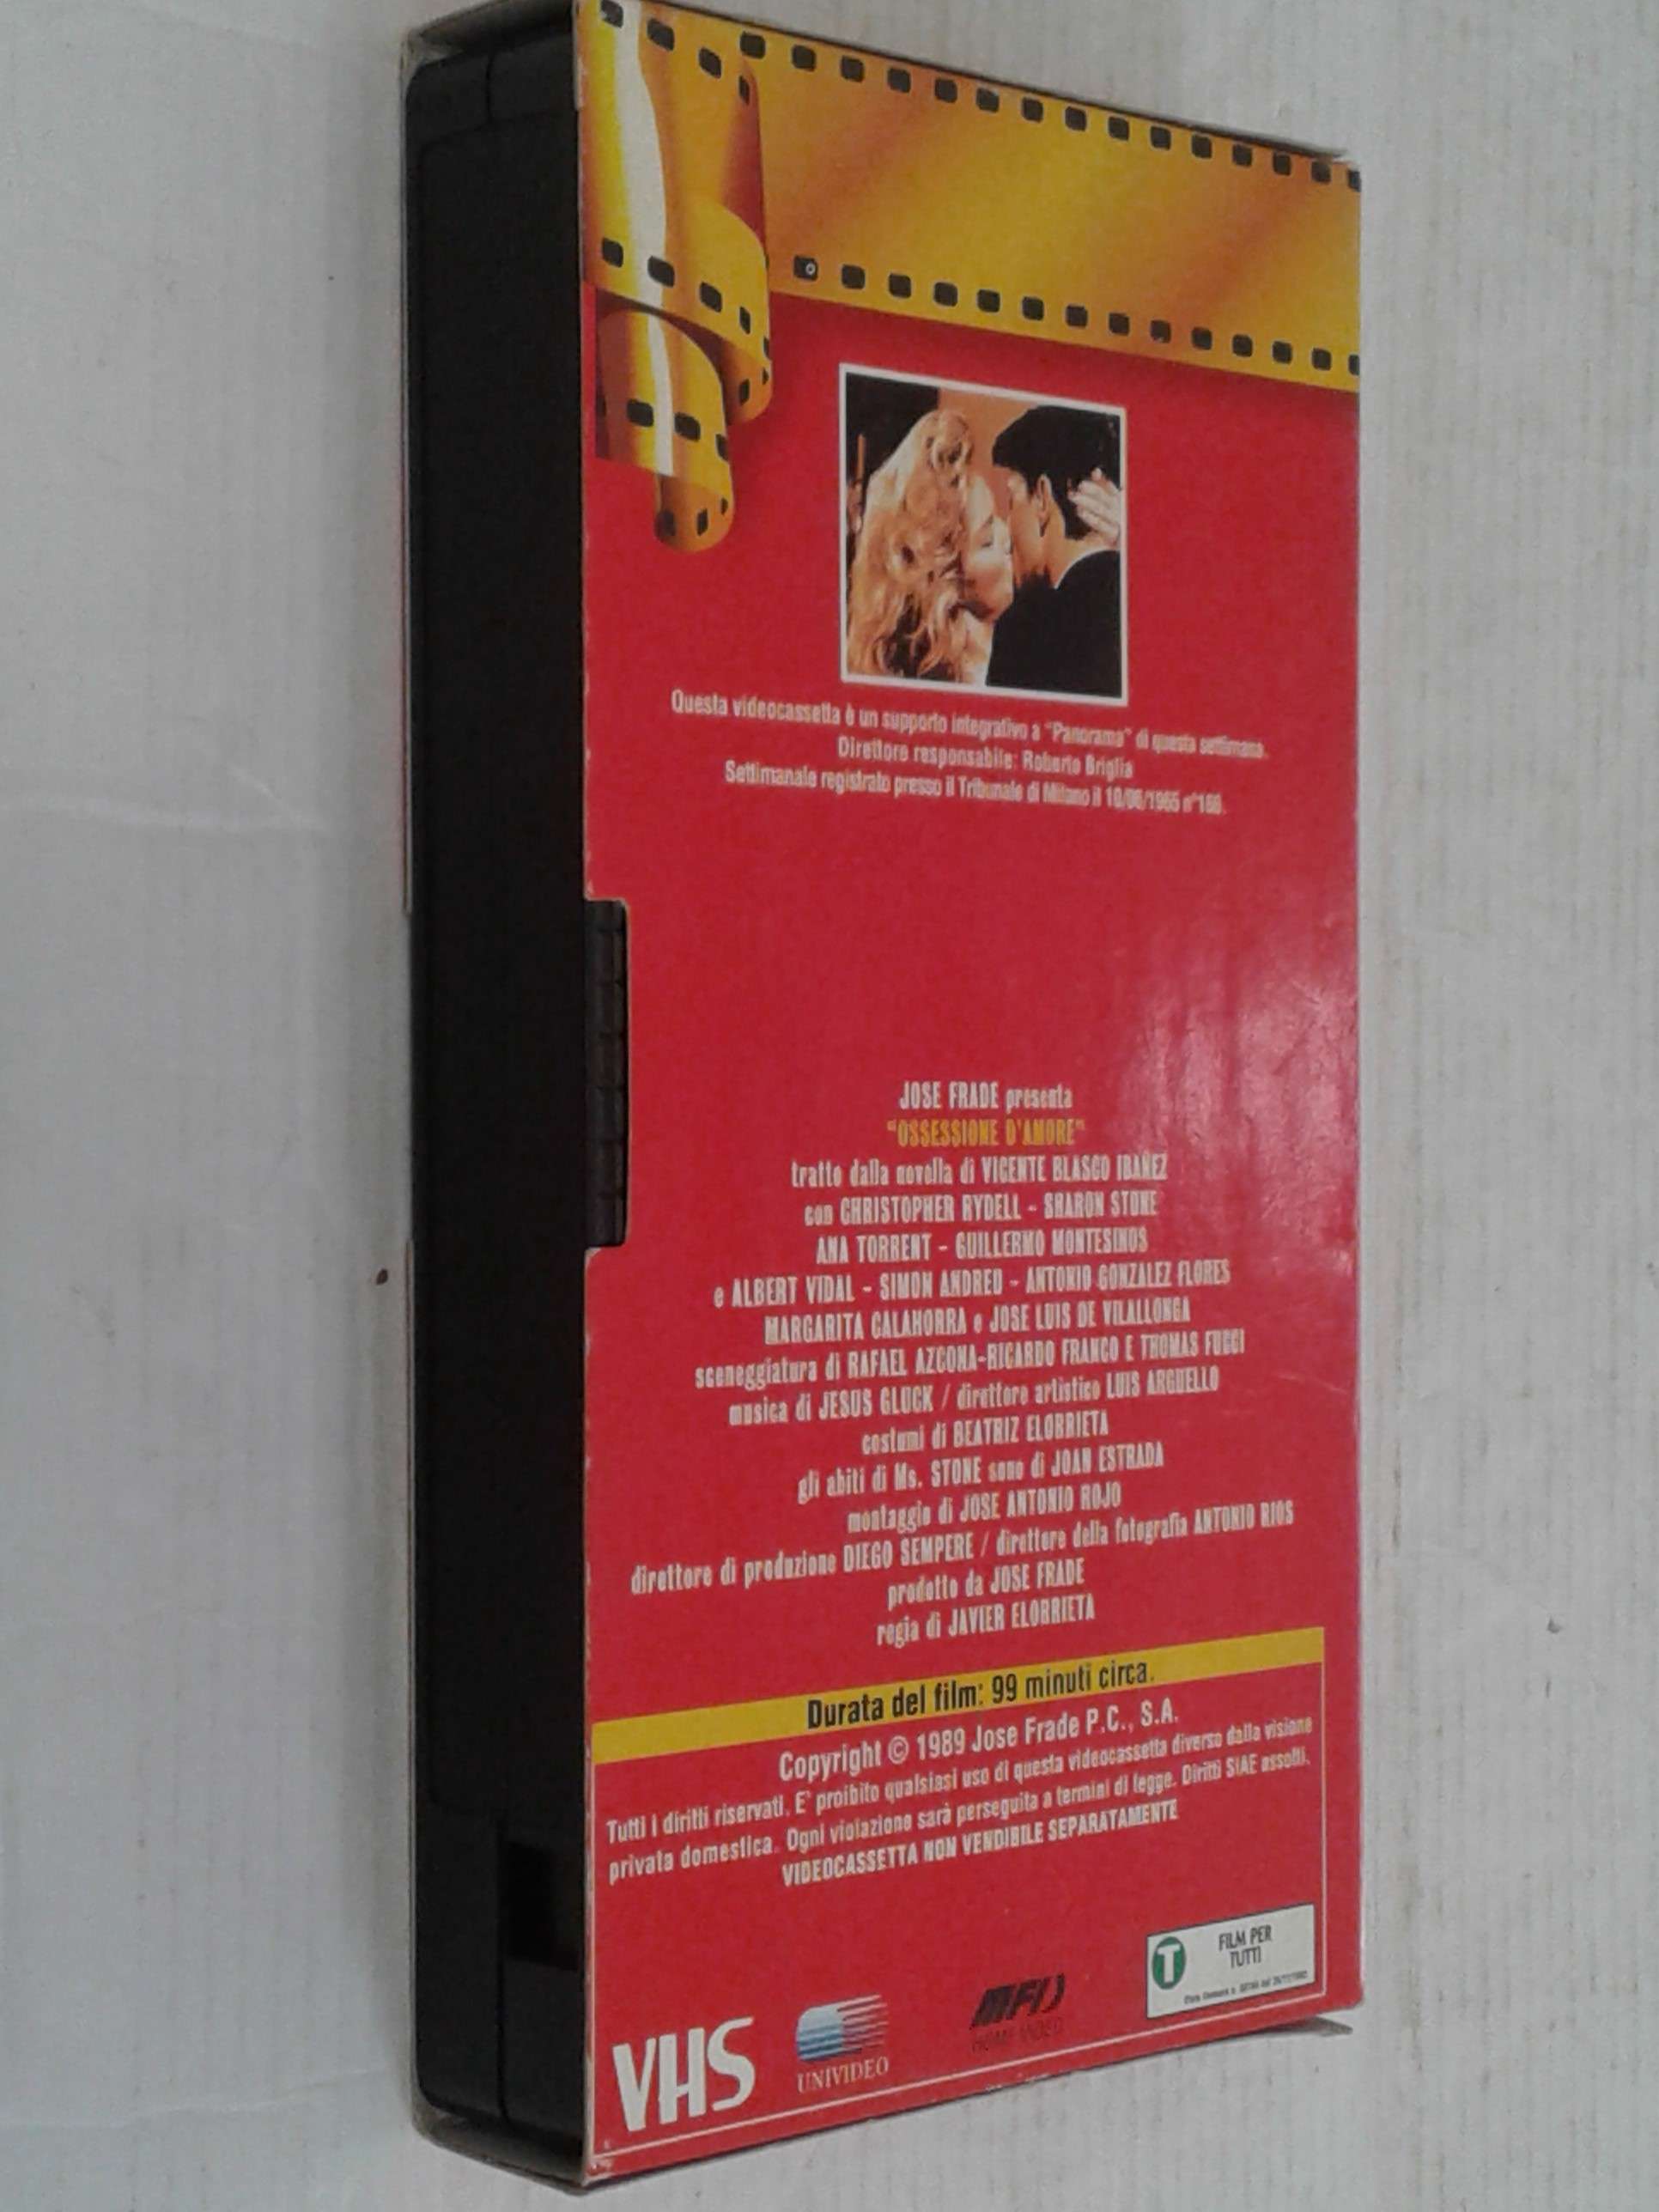 Questa videocassetta è un supporto integrativo a "Panorama" di questa settimana.
Direttore responsabile: Roberto Briglia
Settimanale registrato presso il Tribunale di Milano il
JOSE FRADE presenta
"OSSESSIONE D'AMORE"
tratto dalla novella di VICENTE BLASCO IBAÑEZ
con CHRISTOPHER RYDELL - SHARON STONE
ANA TORRENT - GUILLERMO MONTESINOS
e ALBERT VIDAL - SIMON ANDREU - ANTONIO GONZALEZ FLORES
MARGARITA CALAHORRA e JOSE LUIS DE VILALLONGA
sceneggiatura di RAFAEL AZCONA-RICARDO FRANCO E THOMAS FUCCI
musica di JESUS GLUCK / direttore artistico LUIS ARGUELLO
costumi di BEATRIZ ELORRIETA
gli abiti di Ms. STONE sono di JOAN ESTRADA
montaggio di JOSE ANTONIO ROJO
direttore di produzione DIEGO SEMPERE / direttore della fotografia ANTONIO RIOS
prodotto da JOSE FRADE
regia di JAVIER ELORRIETA
Durata del film: 99 minuti circa.
Copyright © 1989 Jose Frade P.C., S.A.
Tutti i diritti riservati. E' proibito qualsiasi uso di questa videocassetta diverso dalla visione
privata domestica. Ogni violazione sarà perseguita a termini di legge. Diritti SIAE assolti.
VIDEOCASSETTA NON VENDIBILE SEPARATAMENTE
T
FILM PER
TUTTI
VHS
UNIVIDEO
HOME VIDEO